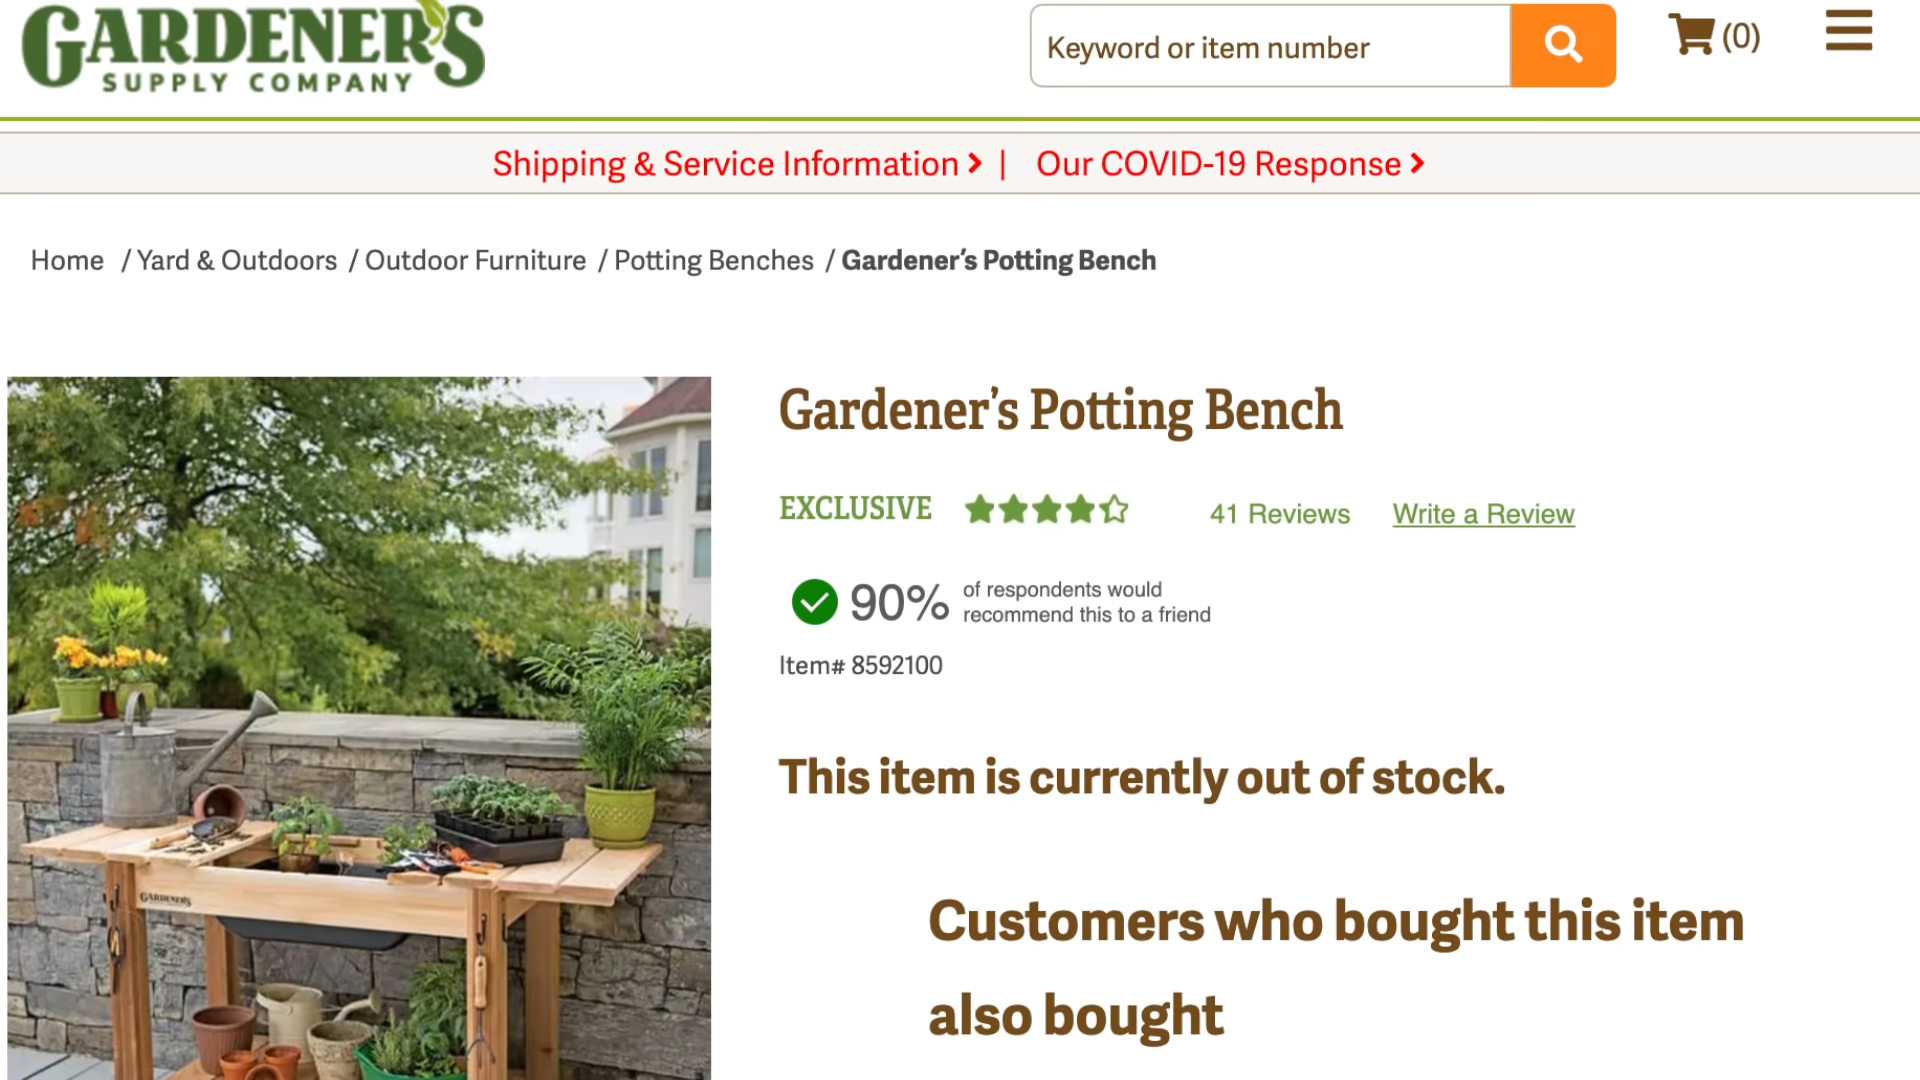 GARDENER'S
SUPPLY COMPANY
Keyword or item number
(0)
Shipping & Service Information | Our COVID-19 Response
Home / Yard & Outdoors / Outdoor Furniture / Potting Benches / Gardener's Potting Bench
Gardener's Potting Bench
EXCLUSIVE 41 Reviews Write a Review
90% of respondents would
recommend this to a friend
Item# 8592100
This item is currently out of stock.
Customers who bought this item
also bought
GARDENER'S